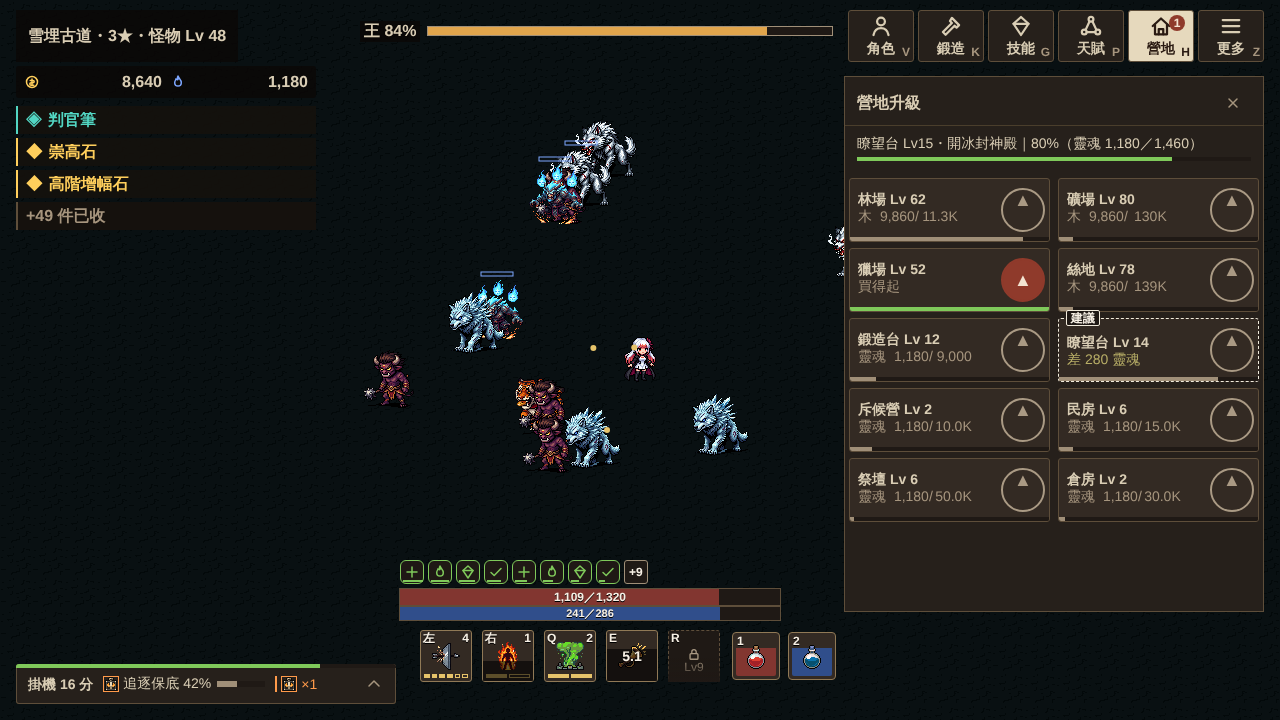 雪埋古道・3★・怪物 Lv 48
8,640 1,180
判官筆
崇高石
高階增幅石
+49 件已收
王 84%
角色 V
鍛造 K
技能 G
天賦 P
營地 H 1
更多 Z
營地升級 ×
瞭望台 Lv15・開冰封神殿｜80%（靈魂 1,180／1,460）
林場 Lv 62
木 9,860/ 11.3K
礦場 Lv 80
木 9,860/ 130K
獵場 Lv 52
買得起
絲地 Lv 78
木 9,860/ 139K
鍛造台 Lv 12
靈魂 1,180/ 9,000
建議
瞭望台 Lv 14
差 280 靈魂
斥候營 Lv 2
靈魂 1,180/ 10.0K
民房 Lv 6
靈魂 1,180/ 15.0K
祭壇 Lv 6
靈魂 1,180/ 50.0K
倉房 Lv 2
靈魂 1,180/ 30.0K
+9
1,109／1,320
241／286
左 4
右 1
Q 2
E 5.1
R Lv9
1
2
掛機 16 分 追逐保底 42% ×1